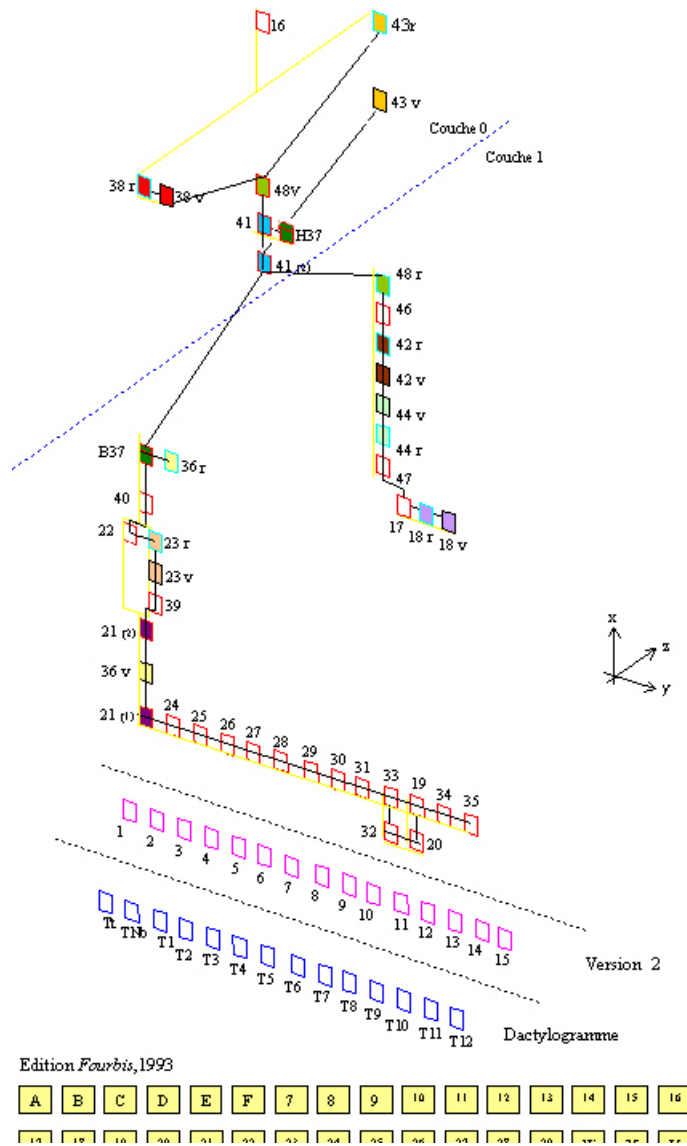 16
43r
43 v
Couche 0
Couche 1
38 r
38 v
48v
41
H37
41 (2)
48 r
46
42 r
42 v
44 v
44 r
47
17
18 r
18 v
B37
36 r
40
22
23 r
23 v
39
21 (2)
36 v
21 (1)
24
25
26
27
28
29
30
31
33
19
34
35
32
20
x
z
y
1 2 3 4 5 6 7 8 9 10 11 12 13 14 15
Version 2
Tt TNb T1 T2 T3 T4 T5 T6 T7 T8 T9 T10 T11 T12
Dactylogramme
Edition Fourbis,1993
A B C D E F 7 8 9 10 11 12 13 14 15 16